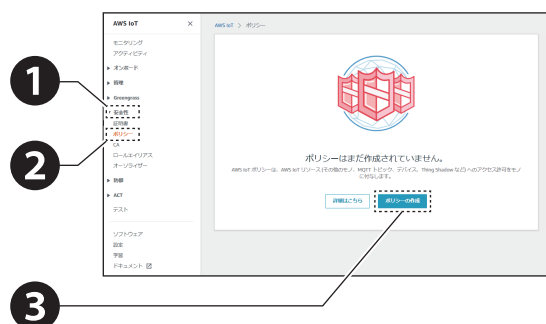 AWS IoT ×
モニタリング
アクティビティ
オンボード
管理
Greengrass
安全性
証明書
ポリシー
CA
ロールエイリアス
オーソライザー
防御
ACT
テスト
ソフトウェア
設定
学習
ドキュメント
AWS IoT > ポリシー
ポリシーはまだ作成されていません。
AWS IoT ポリシーは、AWS IoT リソース (その他のモノ、MQTT トピック、デバイス、Thing Shadow など) へのアクセス許可をモノ
に付与します。
詳細はこちら ポリシーの作成
1
2
3